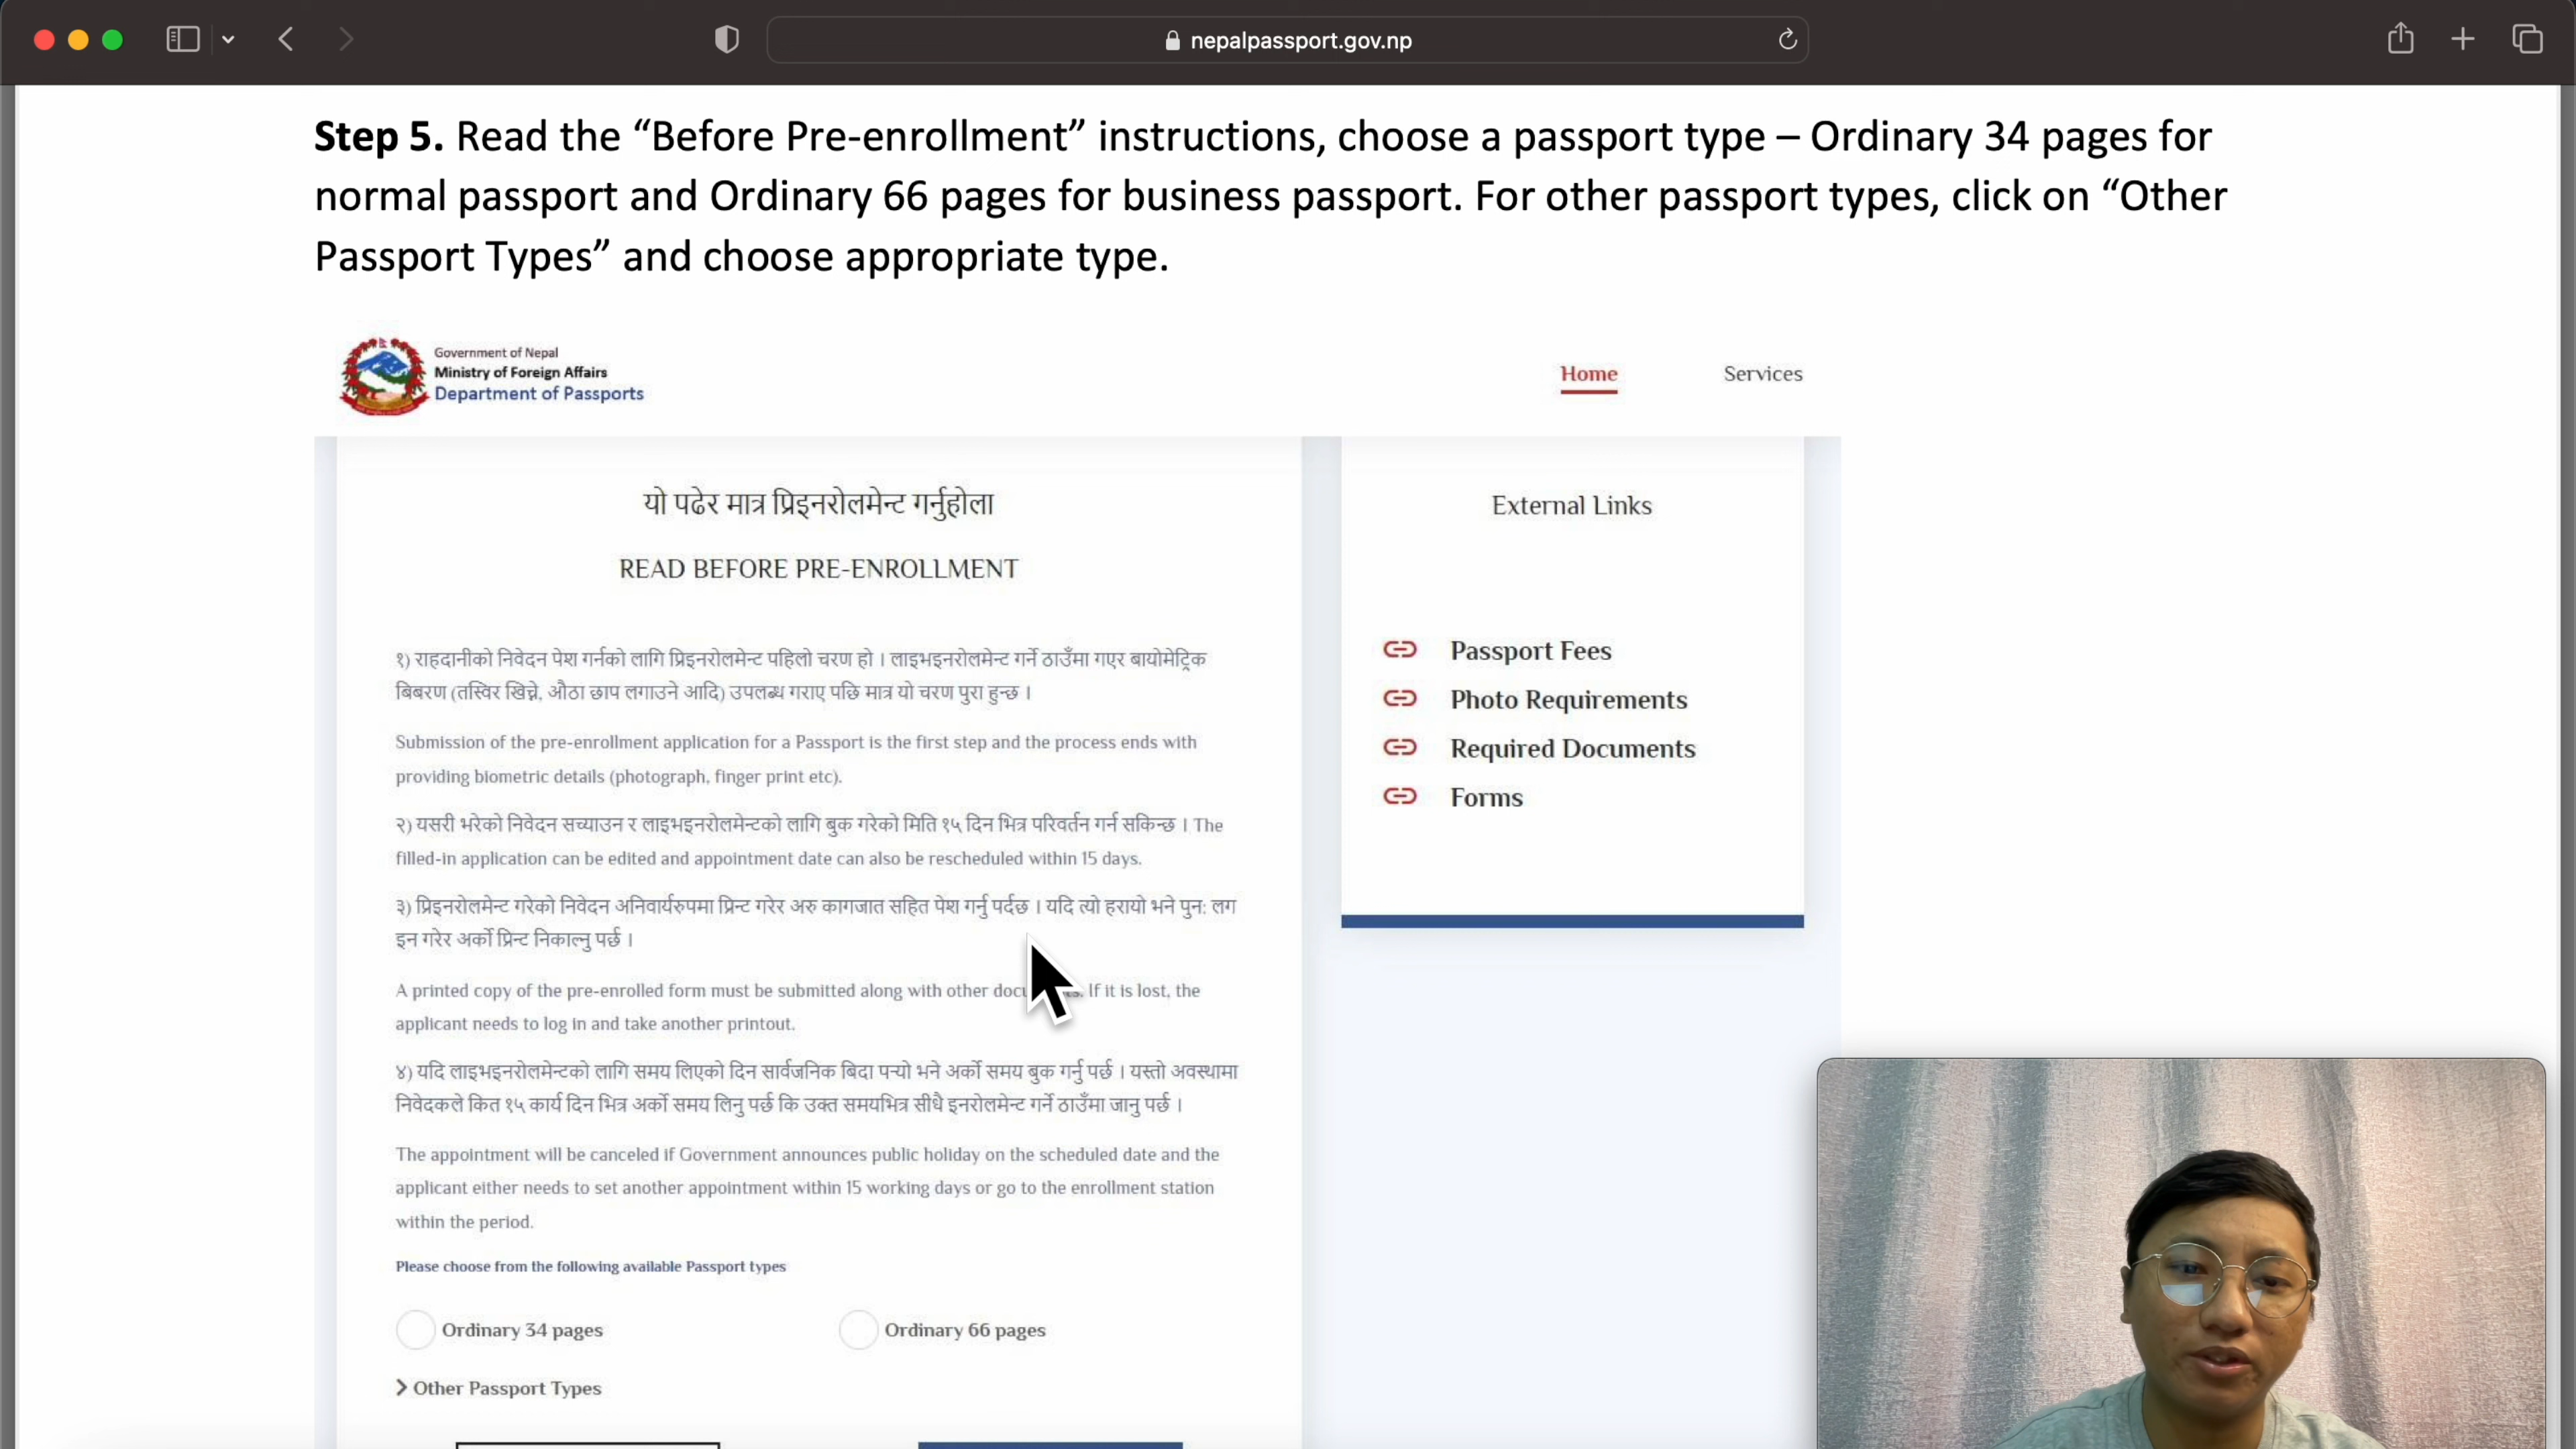 nepalpassport.gov.np
Step 5. Read the “Before Pre-enrollment” instructions, choose a passport type – Ordinary 34 pages for
normal passport and Ordinary 66 pages for business passport. For other passport types, click on “Other
Passport Types” and choose appropriate type.
Government of Nepal
Ministry of Foreign Affairs
Department of Passports
Home
Services
यो पढेर मात्र प्रिइनरोलमेन्ट गर्नुहोला
READ BEFORE PRE-ENROLLMENT
१) राहदानीको निवेदन पेश गर्नको लागि प्रिइनरोलमेन्ट पहिलो चरण हो । लाइभइनरोलमेन्ट गर्ने ठाउँमा गएर बायोमेट्रिक
बिबरण (तस्विर खिन्ने, औठा छाप लगाउने आदि) उपलब्ध गराए पछि मात्र यो चरण पुरा हुन्छ ।
Submission of the pre-enrollment application for a Passport is the first step and the process ends with
providing biometric details (photograph, finger print etc).
२) यसरी भरेको निवेदन सच्याउन र लाइभइनरोलमेन्टको लागि बुक गरेको मिति १५ दिन भित्र परिवर्तन गर्न सकिन्छ । The
filled-in application can be edited and appointment date can also be rescheduled within 15 days.
३) प्रिइनरोलमेन्ट गरेको निवेदन अनिवार्यरुपमा प्रिन्ट गरेर अरु कागजात सहित पेश गर्नु पर्दछ । यदि त्यो हरायो भने पुन: लग
इन गरेर अर्को प्रिन्ट निकाल्नु पर्छ ।
A printed copy of the pre-enrolled form must be submitted along with other If it is lost, the
applicant needs to log in and take another printout.
४) यदि लाइभइनरोलमेन्टको लागि समय लिएको दिन सार्वजनिक बिदा पऱ्यो भने अर्को समय बुक गर्नु पर्छ । यस्तो अवस्थामा
निवेदकले कित १५ कार्य दिन भित्र अर्को समय लिनु पर्छ कि उक्त समयभित्र सीधै इनरोलमेन्ट गर्ने ठाउँमा जानु पर्छ ।
The appointment will be canceled if Government announces public holiday on the scheduled date and the
applicant either needs to set another appointment within 15 working days or go to the enrollment station
within the period.
Please choose from the following available Passport types
Ordinary 34 pages
Ordinary 66 pages
Other Passport Types
External Links
Passport Fees
Photo Requirements
Required Documents
Forms